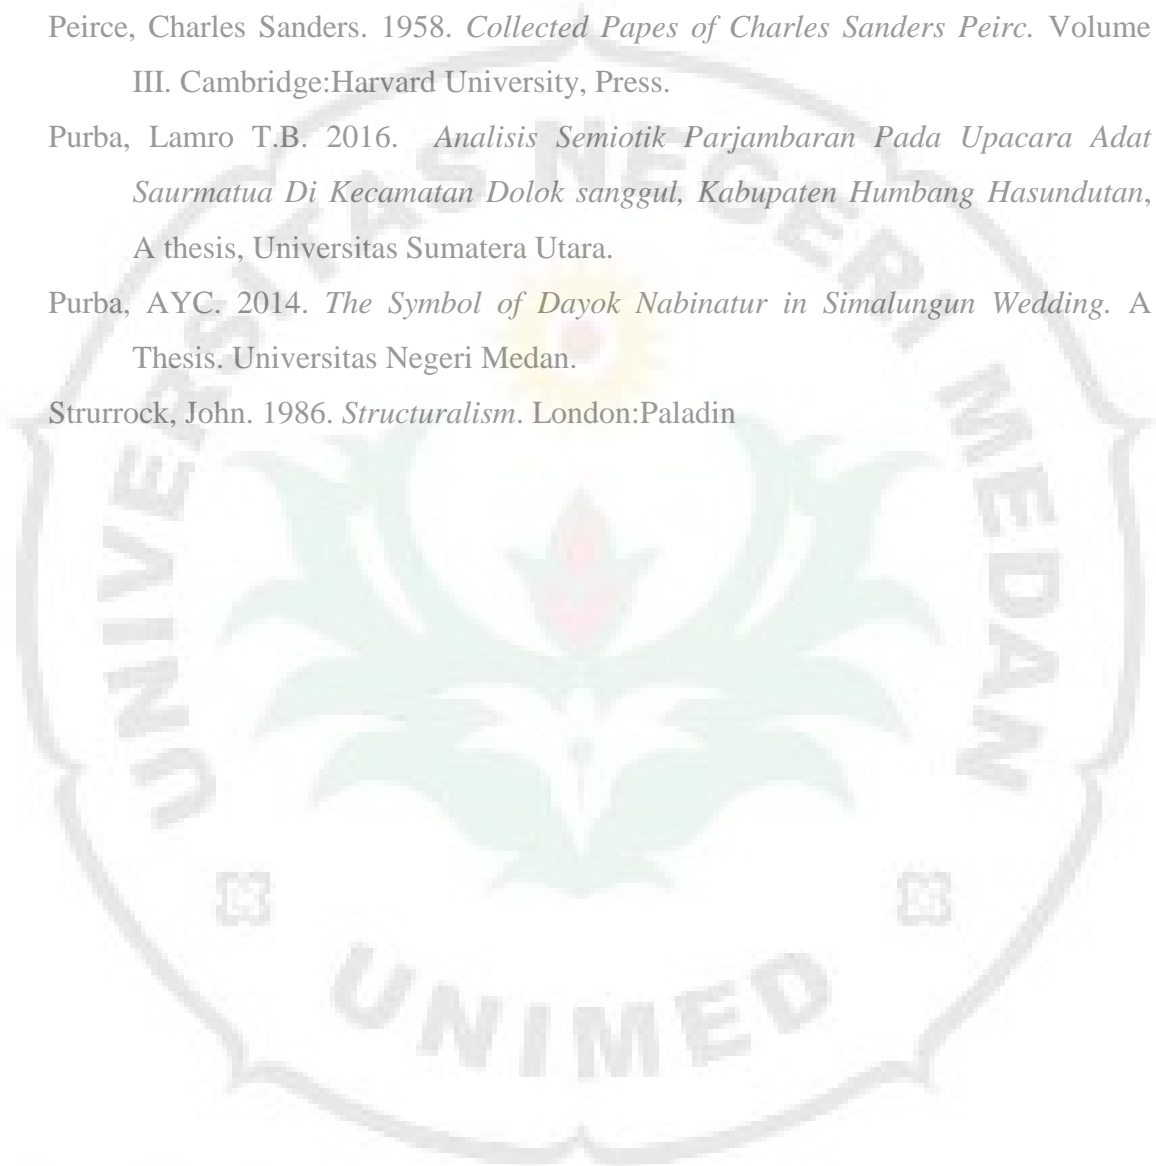 Peirce, Charles Sanders. 1958. Collected Papes of Charles Sanders Peirc. Volume
III. Cambridge:Harvard University, Press.
Purba, Lamro T.B. 2016. Analisis Semiotik Parjambaran Pada Upacara Adat
Saurmatua Di Kecamatan Dolok sanggul, Kabupaten Humbang Hasundutan,
A thesis, Universitas Sumatera Utara.
Purba, AYC. 2014. The Symbol of Dayok Nabinatur in Simalungun Wedding. A
Thesis. Universitas Negeri Medan.
Strurrock, John. 1986. Structuralism. London:Paladin
UNIVERSITAS NEGERI MEDAN
UNIMED